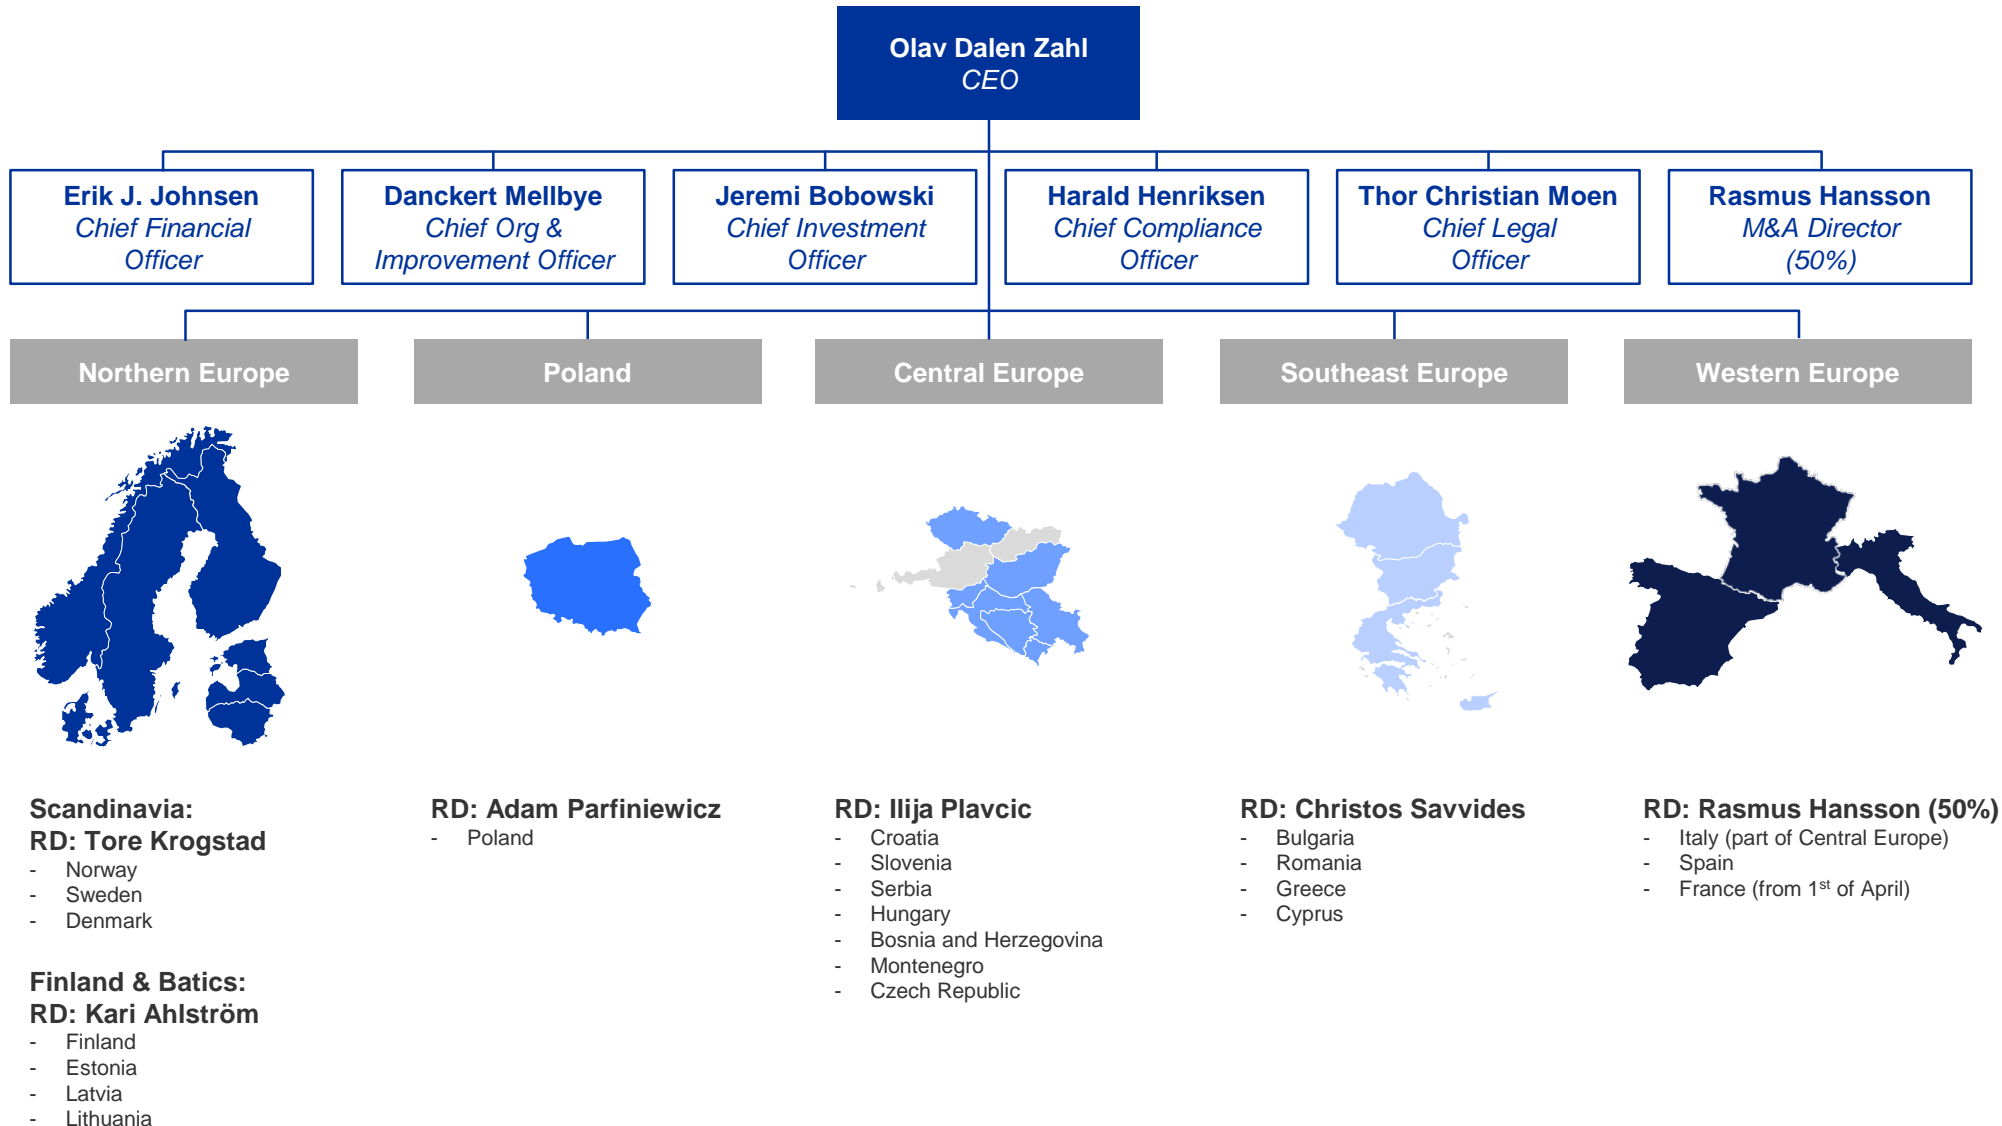 Olav Dalen Zahl
CEO
Erik J. Johnsen
Chief Financial
Officer
Danckert Mellbye
Chief Org &
Improvement Officer
Jeremi Bobowski
Chief Investment
Officer
Harald Henriksen
Chief Compliance
Officer
Thor Christian Moen
Chief Legal
Officer
Rasmus Hansson
M&A Director
(50%)
Northern Europe
Poland
Central Europe
Southeast Europe
Western Europe
Scandinavia:
RD: Tore Krogstad
- Norway
- Sweden
- Denmark
Finland & Batics:
RD: Kari Ahlström
- Finland
- Estonia
- Latvia
- Lithuania
RD: Adam Parfiniewicz
- Poland
RD: Ilija Plavcic
- Croatia
- Slovenia
- Serbia
- Hungary
- Bosnia and Herzegovina
- Montenegro
- Czech Republic
RD: Christos Savvides
- Bulgaria
- Romania
- Greece
- Cyprus
RD: Rasmus Hansson (50%)
- Italy (part of Central Europe)
- Spain
- France (from 1st of April)